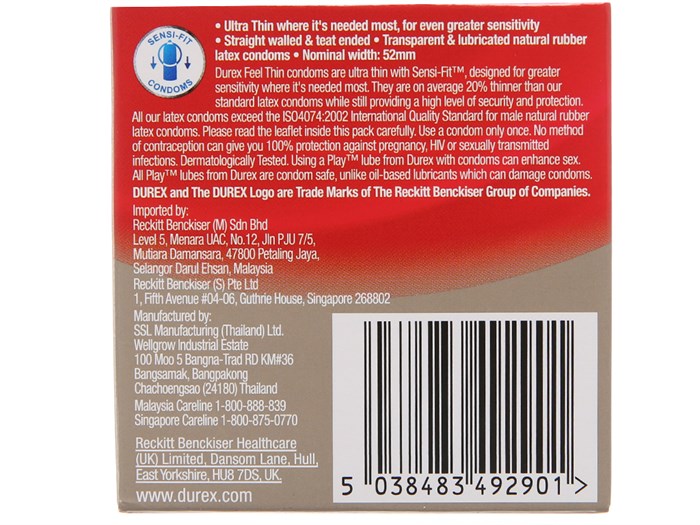 SENSI-FIT
CONDOMS
• Ultra Thin where it's needed most, for even greater sensitivity
• Straight walled & teat ended • Transparent & lubricated natural rubber
latex condoms • Nominal width: 52mm
Durex Feel Thin condoms are ultra thin with Sensi-Fit™, designed for greater
sensitivity where it's needed most. They are on average 20% thinner than our
standard latex condoms while still providing a high level of security and protection.
All our latex condoms exceed the ISO4074:2002 International Quality Standard for male natural rubber
latex condoms. Please read the leaflet inside this pack carefully. Use a condom only once. No method
of contraception can give you 100% protection against pregnancy, HIV or sexually transmitted
infections. Dermatologically Tested. Using a Play™ lube from Durex with condoms can enhance sex.
All Play™ lubes from Durex are condom safe, unlike oil-based lubricants which can damage condoms.
DUREX and The DUREX Logo are Trade Marks of The Reckitt Benckiser Group of Companies.
Imported by:
Reckitt Benckiser (M) Sdn Bhd
Level 5, Menara UAC, No.12, Jln PJU 7/5,
Mutiara Damansara, 47800 Petaling Jaya,
Selangor Darul Ehsan, Malaysia
Reckitt Benckiser (S) Pte Ltd
1, Fifth Avenue #04-06, Guthrie House, Singapore 268802
Manufactured by:
SSL Manufacturing (Thailand) Ltd.
Wellgrow Industrial Estate
100 Moo 5 Bangna-Trad RD KM#36
Bangsamak, Bangpakong
Chachoengsao (24180) Thailand
Malaysia Careline 1-800-888-839
Singapore Careline 1-800-875-0770
Reckitt Benckiser Healthcare
(UK) Limited, Dansom Lane, Hull,
East Yorkshire, HU8 7DS, UK.
www.durex.com
5 038483 492901 >